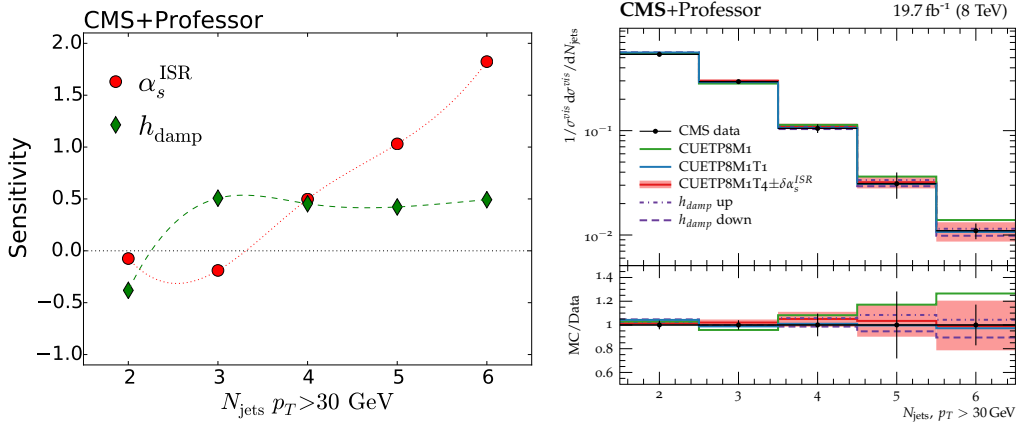 CMS+Professor
2.0
1.5
1.0
0.5
0.0
−0.5
−1.0
Sensitivity
α_s^ISR
h_damp
2 3 4 5 6
N_jets p_T>30 GeV
CMS+Professor 19.7 fb⁻¹ (8 TeV)
1/σ^vis dσ^vis/dN_jets
10⁻¹
10⁻²
CMS data
CUETP8M1
CUETP8M1T1
CUETP8M1T4±δα_s^ISR
h_damp up
h_damp down
MC/Data
1.4
1.2
1
0.8
0.6
2 3 4 5 6
N_jets, p_T > 30 GeV